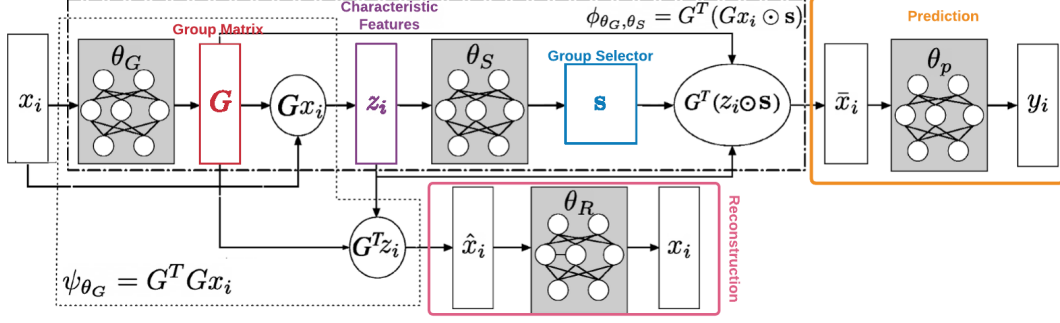 Characteristic
Features
Group Matrix
ϕ_{θ_G,θ_S} = G^T(Gx_i ⊙ s)
Prediction
x_i
θ_G
G
Gx_i
z_i
θ_S
Group Selector
s
G^T(z_i⊙s)
x̄_i
θ_p
y_i
G^T z_i
x̂_i
θ_R
x_i
Reconstruction
ψ_{θ_G} = G^T Gx_i